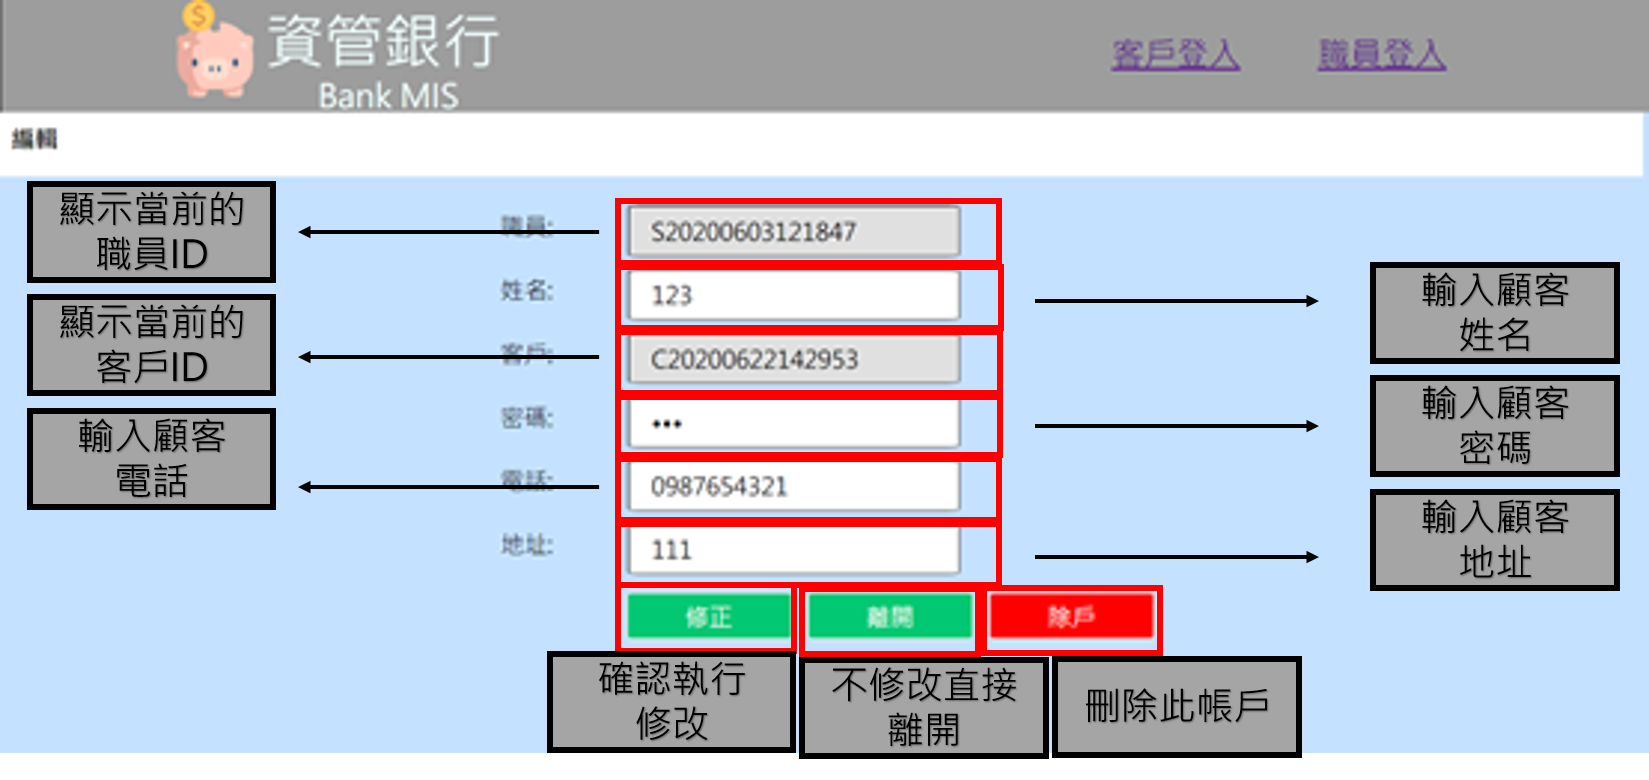 資管銀行
Bank MIS
客戶登入
職員登入
編輯
顯示當前的
職員ID
職員:
S20200603121847
姓名:
123
輸入顧客
姓名
顯示當前的
客戶ID
客戶:
C20200622142953
密碼:
•••
輸入顧客
密碼
輸入顧客
電話
電話:
0987654321
地址:
111
輸入顧客
地址
修正
離開
除戶
確認執行
修改
不修改直接
離開
刪除此帳戶